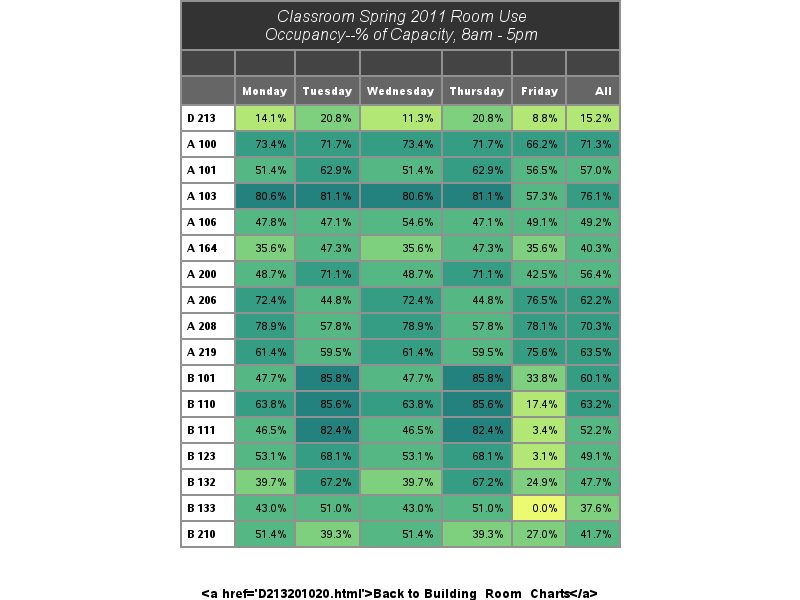 Classroom Spring 2011 Room Use
Occupancy--% of Capacity, 8am - 5pm
Monday Tuesday Wednesday Thursday Friday All
D 213 14.1% 20.8% 11.3% 20.8% 8.8% 15.2%
A 100 73.4% 71.7% 73.4% 71.7% 66.2% 71.3%
A 101 51.4% 62.9% 51.4% 62.9% 56.5% 57.0%
A 103 80.6% 81.1% 80.6% 81.1% 57.3% 76.1%
A 106 47.8% 47.1% 54.6% 47.1% 49.1% 49.2%
A 164 35.6% 47.3% 35.6% 47.3% 35.6% 40.3%
A 200 48.7% 71.1% 48.7% 71.1% 42.5% 56.4%
A 206 72.4% 44.8% 72.4% 44.8% 76.5% 62.2%
A 208 78.9% 57.8% 78.9% 57.8% 78.1% 70.3%
A 219 61.4% 59.5% 61.4% 59.5% 75.6% 63.5%
B 101 47.7% 85.8% 47.7% 85.8% 33.8% 60.1%
B 110 63.8% 85.6% 63.8% 85.6% 17.4% 63.2%
B 111 46.5% 82.4% 46.5% 82.4% 3.4% 52.2%
B 123 53.1% 68.1% 53.1% 68.1% 3.1% 49.1%
B 132 39.7% 67.2% 39.7% 67.2% 24.9% 47.7%
B 133 43.0% 51.0% 43.0% 51.0% 0.0% 37.6%
B 210 51.4% 39.3% 51.4% 39.3% 27.0% 41.7%
<a href='D213201020.html'>Back to Building_Room_Charts</a>